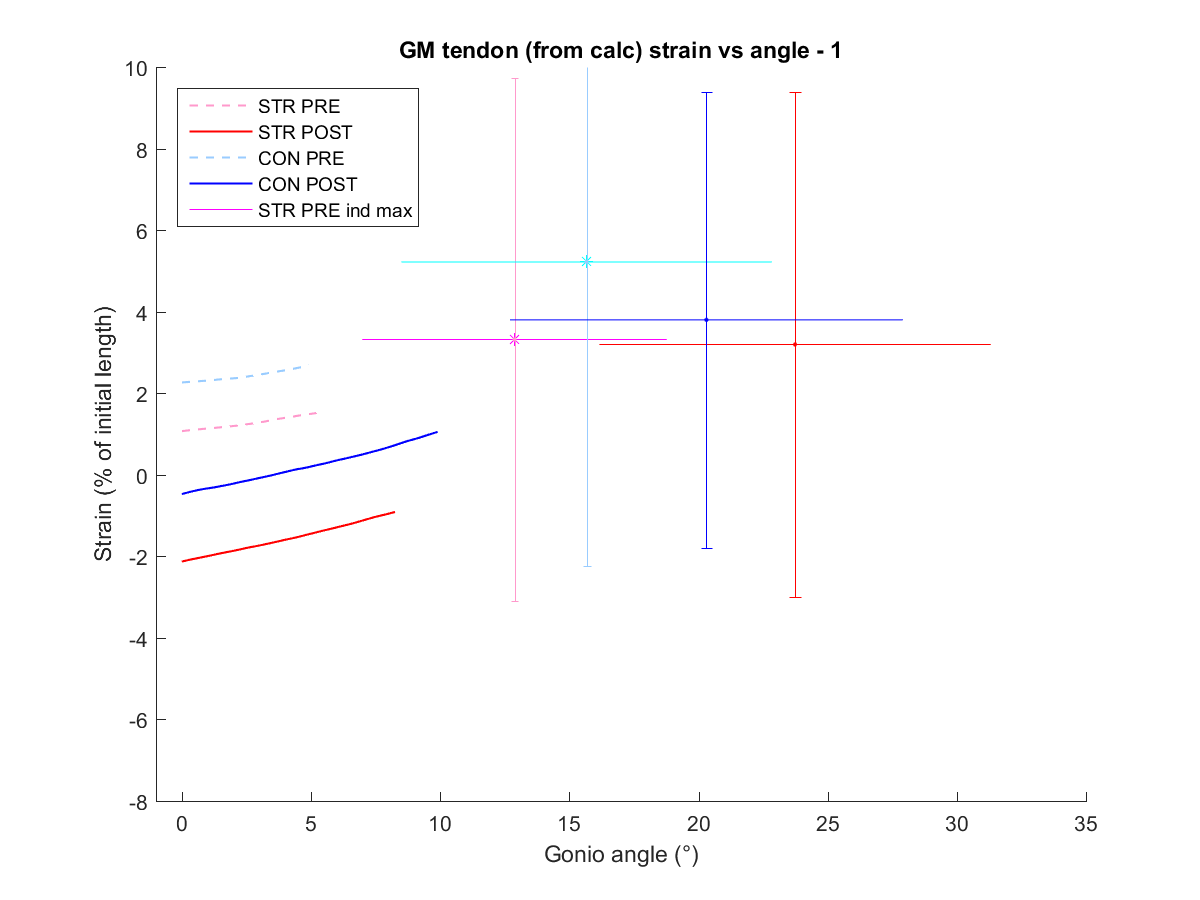 GM tendon (from calc) strain vs angle - 1
10
8
6
4
2
0
-2
-4
-6
-8
Strain (% of initial length)
STR PRE
STR POST
CON PRE
CON POST
STR PRE ind max
0 5 10 15 20 25 30 35
Gonio angle (°)